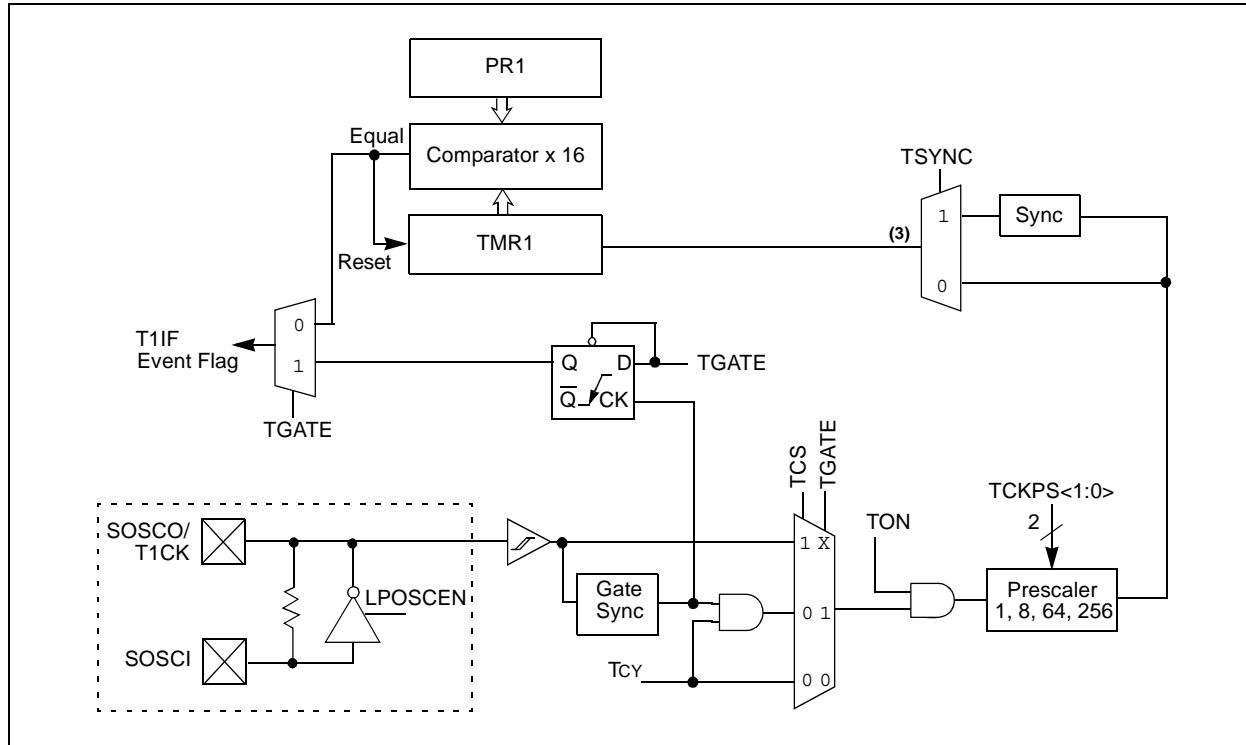 PR1
Equal
Comparator x 16
TSYNC
1
Sync
(3)
TMR1
Reset
0
T1IF
Event Flag
0
1
TGATE
Q
D
Q
CK
TGATE
TCS
TGATE
SOSCO/
T1CK
LPOSCEN
SOSCI
1 X
Gate
Sync
0 1
TCY
0 0
TON
TCKPS<1:0>
2
Prescaler
1, 8, 64, 256